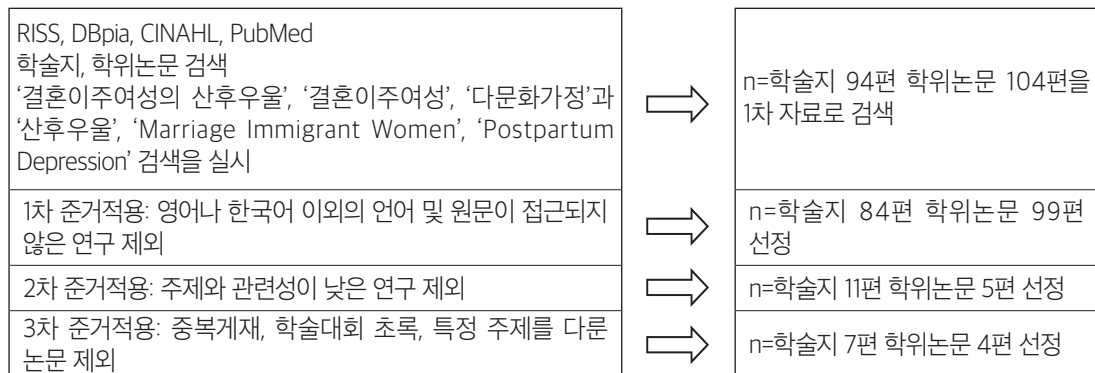 RISS, DBpia, CINAHL, PubMed
학술지, 학위논문 검색
‘결혼이주여성의 산후우울’, ‘결혼이주여성’, ‘다문화가정’과
‘산후우울’, ‘Marriage Immigrant Women’, ‘Postpartum
Depression’ 검색을 실시
n=학술지 94편 학위논문 104편을
1차 자료로 검색
1차 준거적용: 영어나 한국어 이외의 언어 및 원문이 접근되지
않은 연구 제외
n=학술지 84편 학위논문 99편
선정
2차 준거적용: 주제와 관련성이 낮은 연구 제외
n=학술지 11편 학위논문 5편 선정
3차 준거적용: 중복게재, 학술대회 초록, 특정 주제를 다룬
논문 제외
n=학술지 7편 학위논문 4편 선정